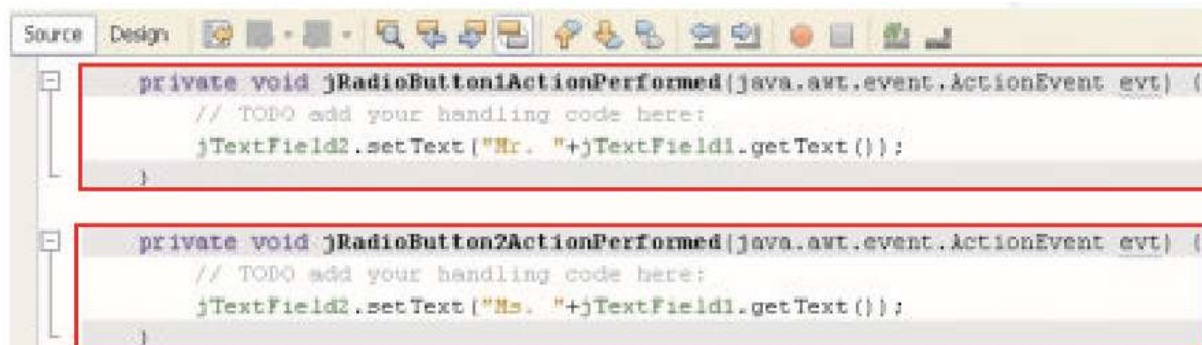 Source Design
private void jRadioButton1ActionPerformed(java.awt.event.ActionEvent evt) {
// TODO add your handling code here:
jTextField2.setText("Mr. "+jTextField1.getText());
}
private void jRadioButton2ActionPerformed(java.awt.event.ActionEvent evt) {
// TODO add your handling code here:
jTextField2.setText("Ms. "+jTextField1.getText());
}